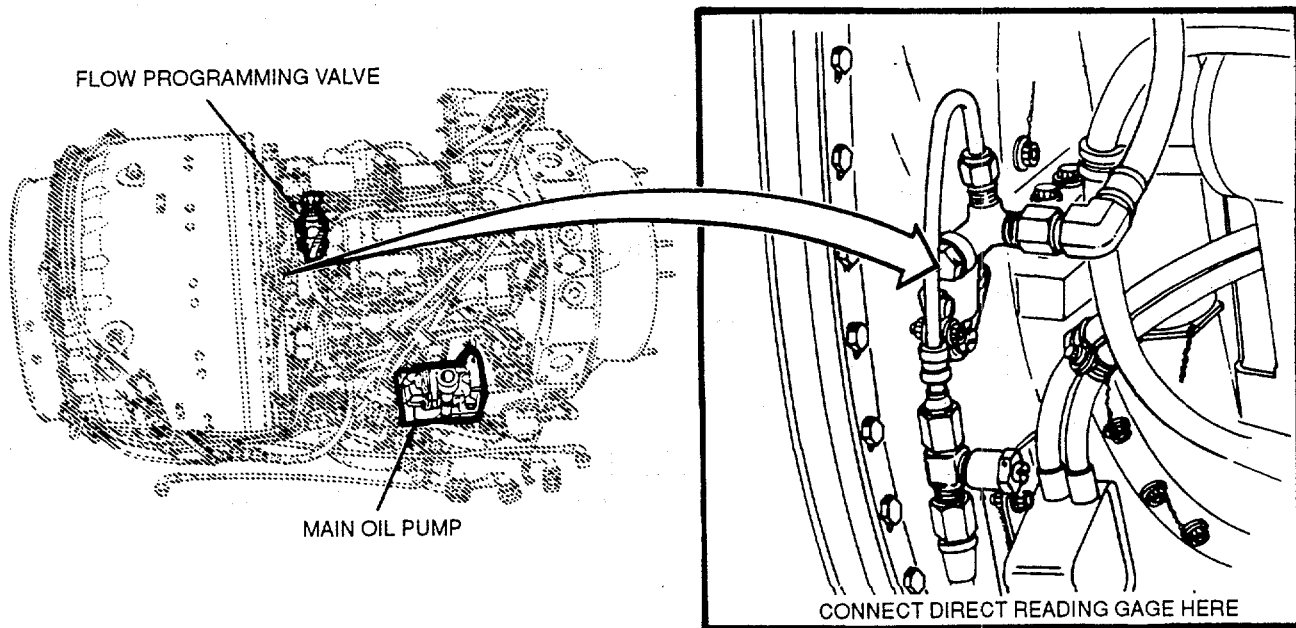 FLOW PROGRAMMING VALVE
MAIN OIL PUMP
CONNECT DIRECT READING GAGE HERE